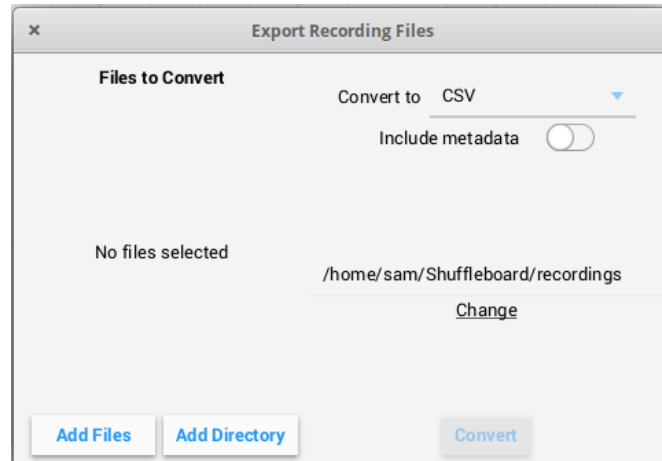 Export Recording Files
Files to Convert
Convert to CSV
Include metadata
No files selected
/home/sam/Shuffleboard/recordings
Change
Add Files
Add Directory
Convert